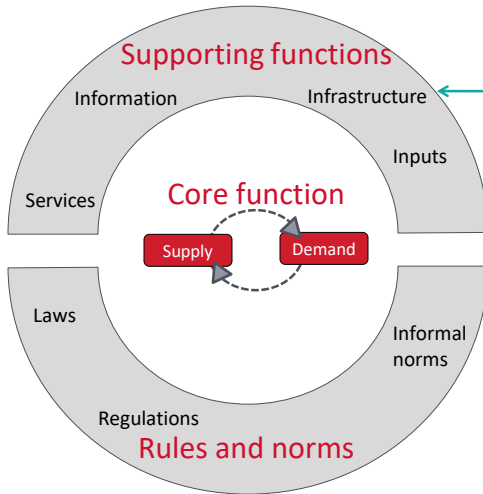 Supporting functions
Information
Infrastructure
Inputs
Services
Core function
Supply
Demand
Laws
Informal
norms
Regulations
Rules and norms